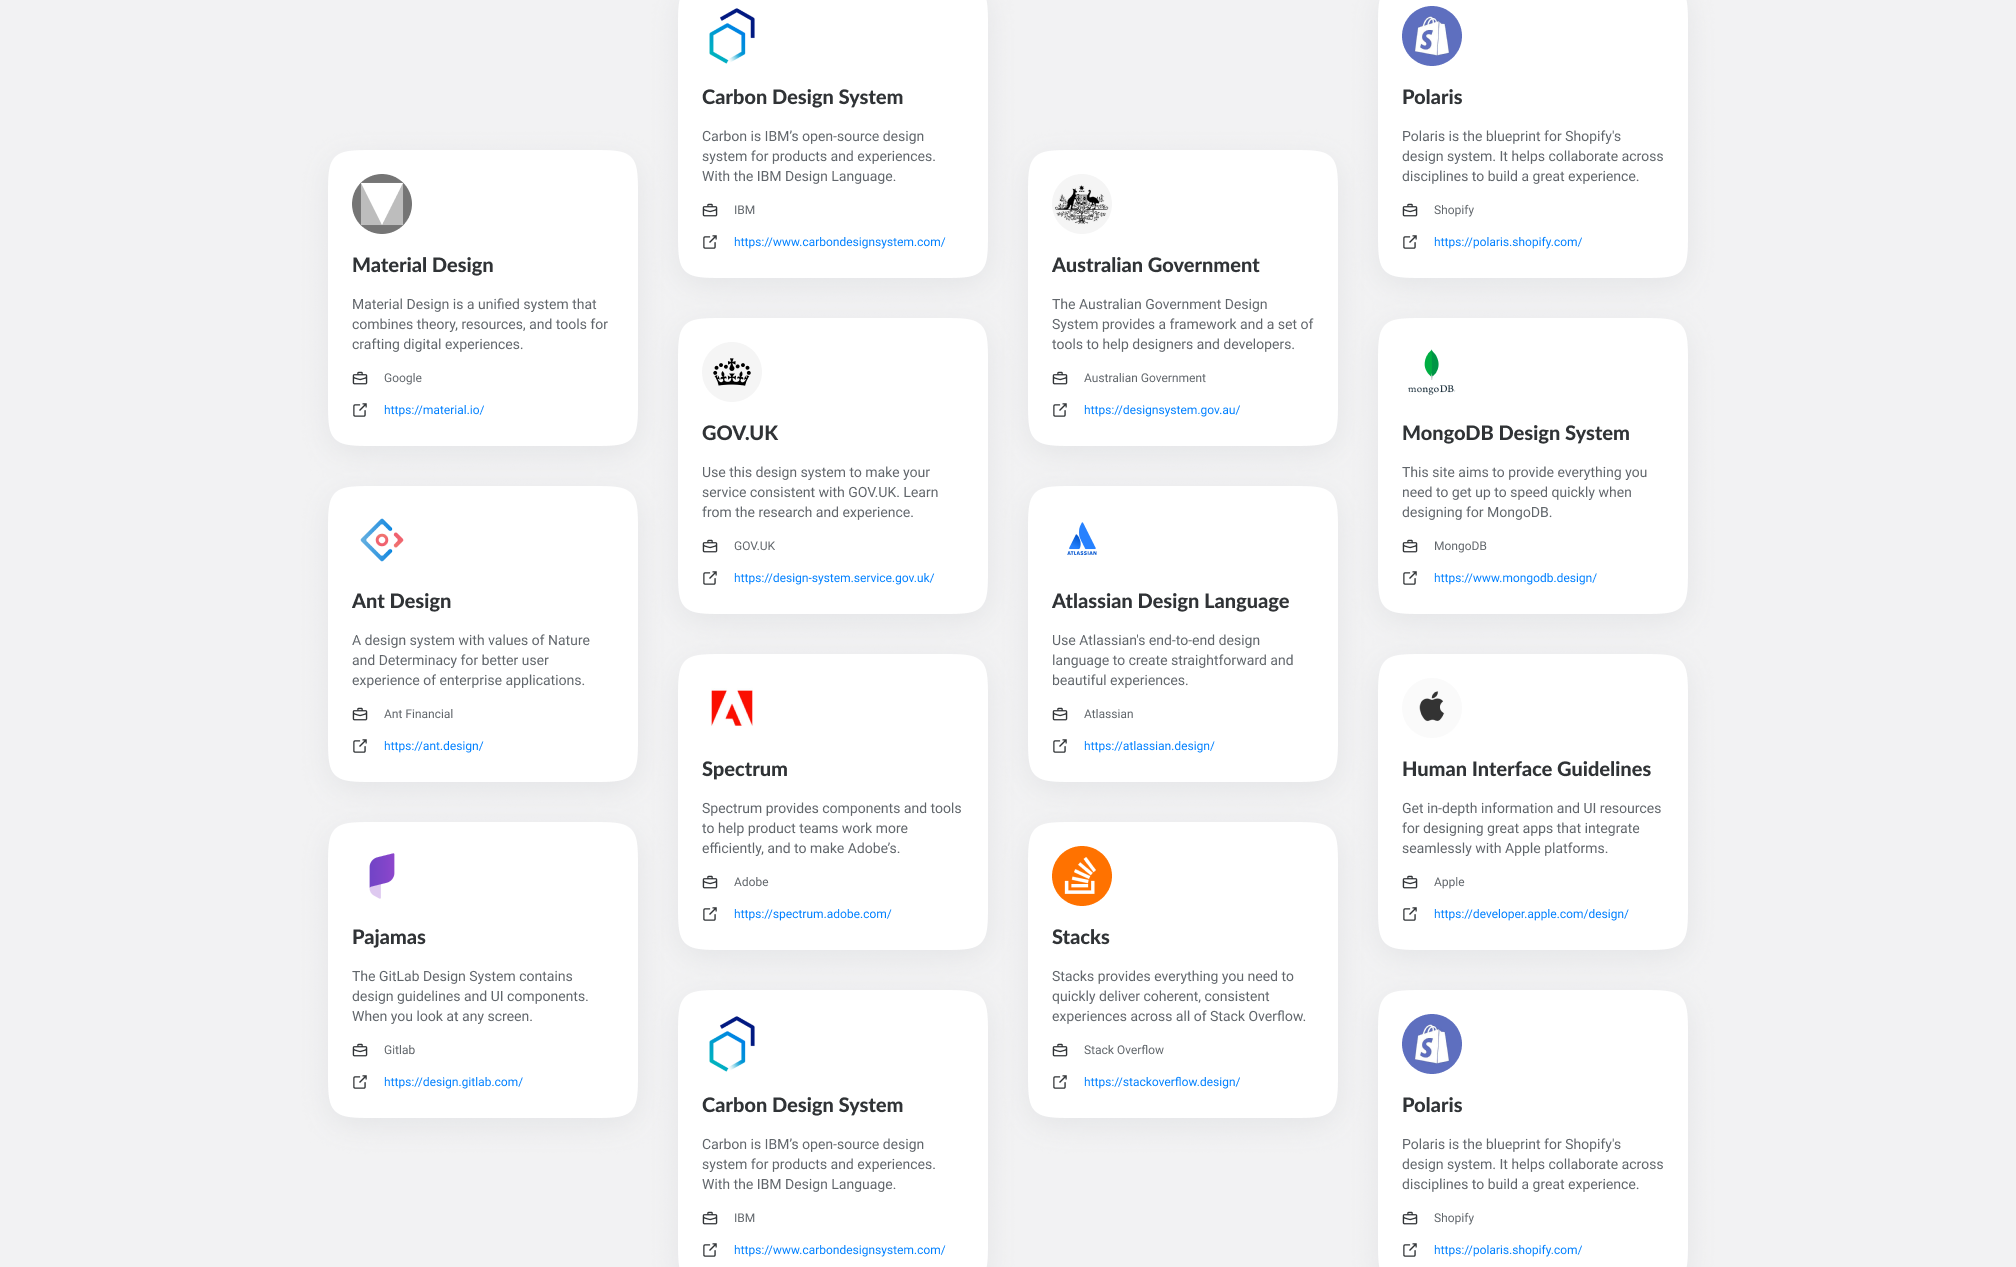 Material Design
Material Design is a unified system that
combines theory, resources, and tools for
crafting digital experiences.
Google
https://material.io/
Ant Design
A design system with values of Nature
and Determinacy for better user
experience of enterprise applications.
Ant Financial
https://ant.design/
Pajamas
The GitLab Design System contains
design guidelines and UI components.
When you look at any screen.
Gitlab
https://design.gitlab.com/
Carbon Design System
Carbon is IBM’s open-source design
system for products and experiences.
With the IBM Design Language.
IBM
https://www.carbondesignsystem.com/
GOV.UK
Use this design system to make your
service consistent with GOV.UK. Learn
from the research and experience.
GOV.UK
https://design-system.service.gov.uk/
Spectrum
Spectrum provides components and tools
to help product teams work more
efficiently, and to make Adobe’s.
Adobe
https://spectrum.adobe.com/
Carbon Design System
Carbon is IBM’s open-source design
system for products and experiences.
With the IBM Design Language.
IBM
https://www.carbondesignsystem.com/
Australian Government
The Australian Government Design
System provides a framework and a set of
tools to help designers and developers.
Australian Government
https://designsystem.gov.au/
ATLASSIAN
Atlassian Design Language
Use Atlassian's end-to-end design
language to create straightforward and
beautiful experiences.
Atlassian
https://atlassian.design/
Stacks
Stacks provides everything you need to
quickly deliver coherent, consistent
experiences across all of Stack Overflow.
Stack Overflow
https://stackoverflow.design/
S
Polaris
Polaris is the blueprint for Shopify's
design system. It helps collaborate across
disciplines to build a great experience.
Shopify
https://polaris.shopify.com/
mongoDB
MongoDB Design System
This site aims to provide everything you
need to get up to speed quickly when
designing for MongoDB.
MongoDB
https://www.mongodb.design/
Human Interface Guidelines
Get in-depth information and UI resources
for designing great apps that integrate
seamlessly with Apple platforms.
Apple
https://developer.apple.com/design/
S
Polaris
Polaris is the blueprint for Shopify's
design system. It helps collaborate across
disciplines to build a great experience.
Shopify
https://polaris.shopify.com/